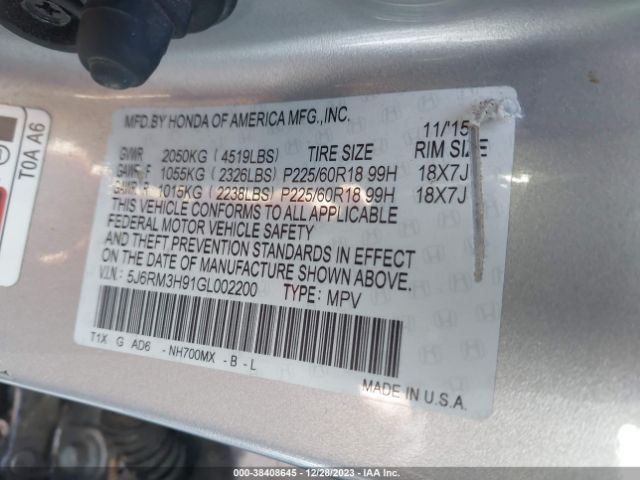 MFD.BY HONDA OF AMERICA MFG.,INC. 11/15
GVWR 2050KG (4519LBS) TIRE SIZE RIM SIZE
GAWR F 1055KG (2326LBS) P225/60R18 99H 18X7J
GAWR R 1015KG (2238LBS) P225/60R18 99H 18X7J
THIS VEHICLE CONFORMS TO ALL APPLICABLE
FEDERAL MOTOR VEHICLE SAFETY
AND THEFT PREVENTION STANDARDS IN EFFECT
ON THE DATE OF MANUFACTURE SHOWN ABOVE.
V.I.N.: 5J6RM3H91GL002200 TYPE: MPV
T1X G AD6 - NH700MX - B - L
MADE IN U.S.A.
T0A A6
000-38408645 - 12/28/2023 - IAAI.COM